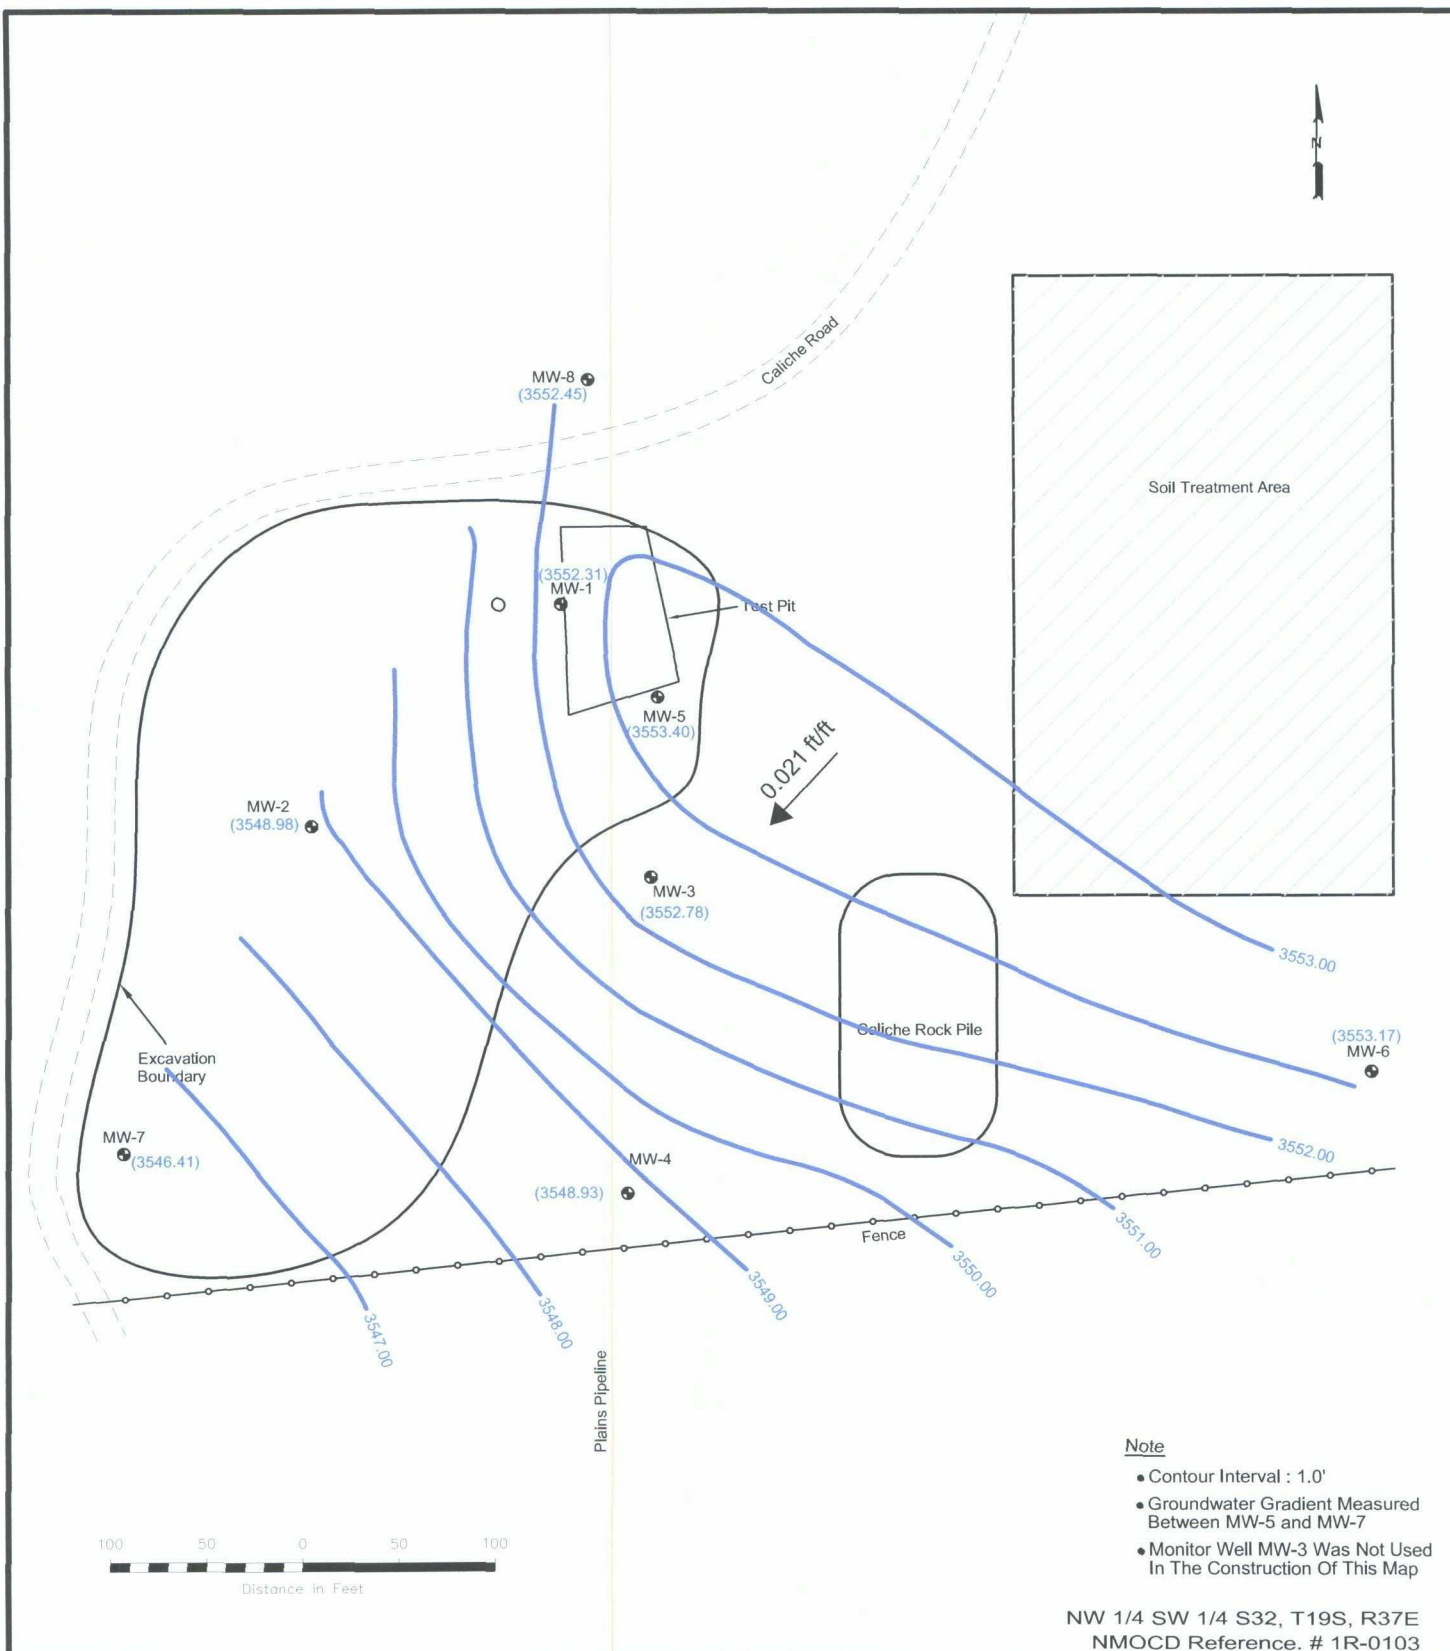 N
Caliche Road
MW-8
(3552.45)
Soil Treatment Area
(3552.31)
MW-1
Test Pit
MW-5
(3553.40)
0.021 ft/ft
MW-2
(3548.98)
MW-3
(3552.78)
3553.00
Caliche Rock Pile
(3553.17)
MW-6
Excavation
Boundary
MW-7
(3546.41)
MW-4
(3548.93)
3552.00
3551.00
Fence
3550.00
3549.00
3548.00
3547.00
Plains Pipeline
Note
• Contour Interval : 1.0'
• Groundwater Gradient Measured
Between MW-5 and MW-7
• Monitor Well MW-3 Was Not Used
In The Construction Of This Map
100 50 0 50 100
Distance in Feet
NW 1/4 SW 1/4 S32, T19S, R37E
NMOCD Reference. # 1R-0103